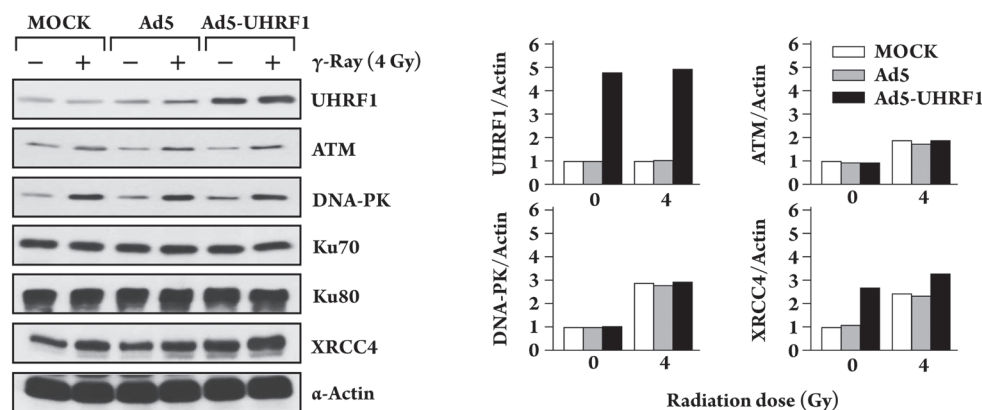 MOCK Ad5 Ad5-UHRF1
− + − + − + γ-Ray (4 Gy)
UHRF1
ATM
DNA-PK
Ku70
Ku80
XRCC4
α-Actin
UHRF1/Actin
6
5
4
3
2
1
0
0 4
ATM/Actin
6
5
4
3
2
1
0
0 4
MOCK
Ad5
Ad5-UHRF1
DNA-PK/Actin
6
5
4
3
2
1
0
0 4
XRCC4/Actin
6
5
4
3
2
1
0
0 4
Radiation dose (Gy)